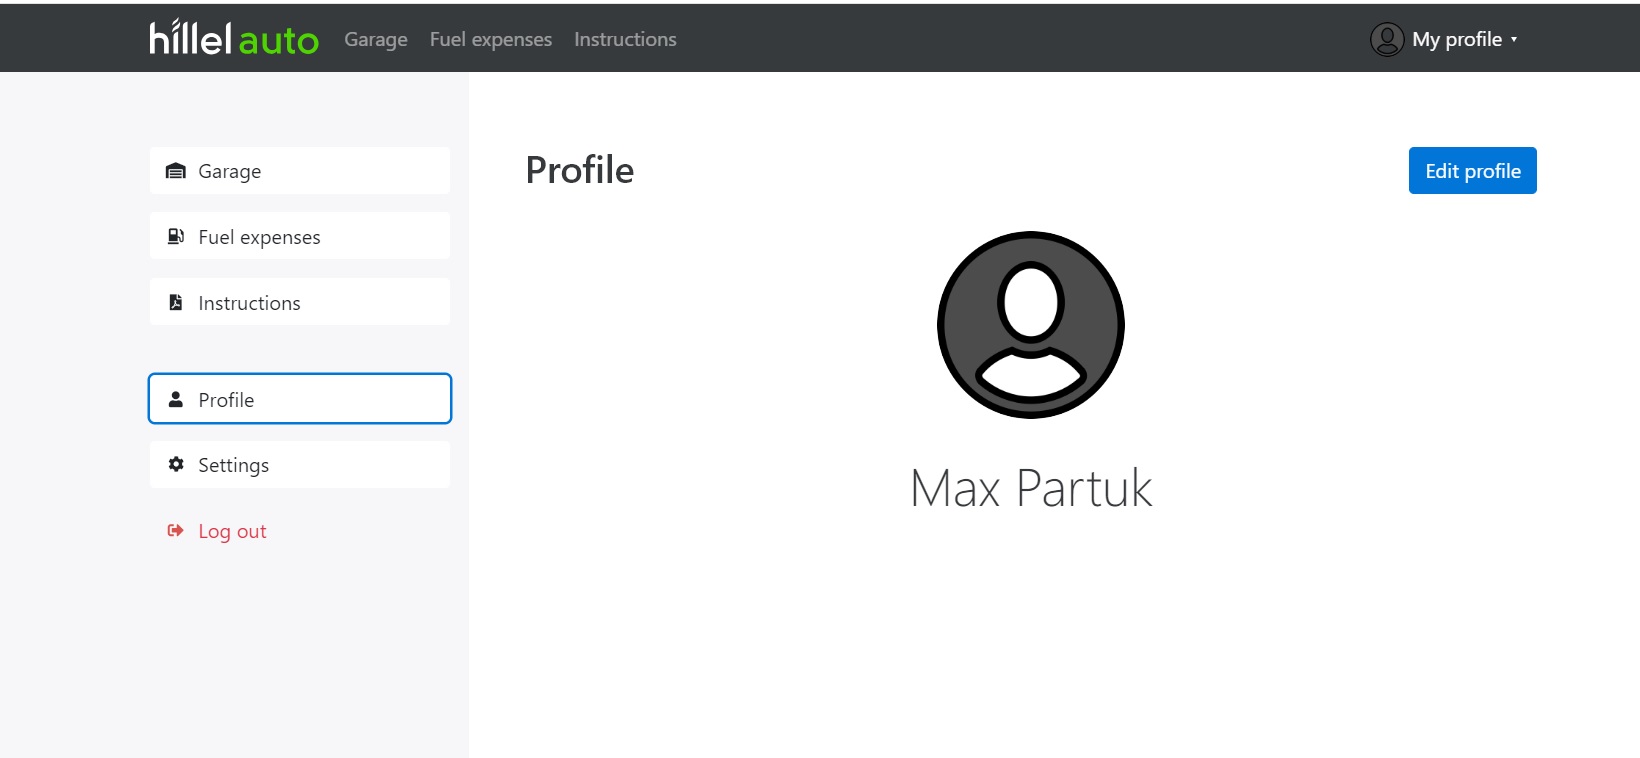 hillel auto Garage Fuel expenses Instructions My profile
Garage
Fuel expenses
Instructions
Profile
Settings
Log out
Profile
Edit profile
Max Partuk